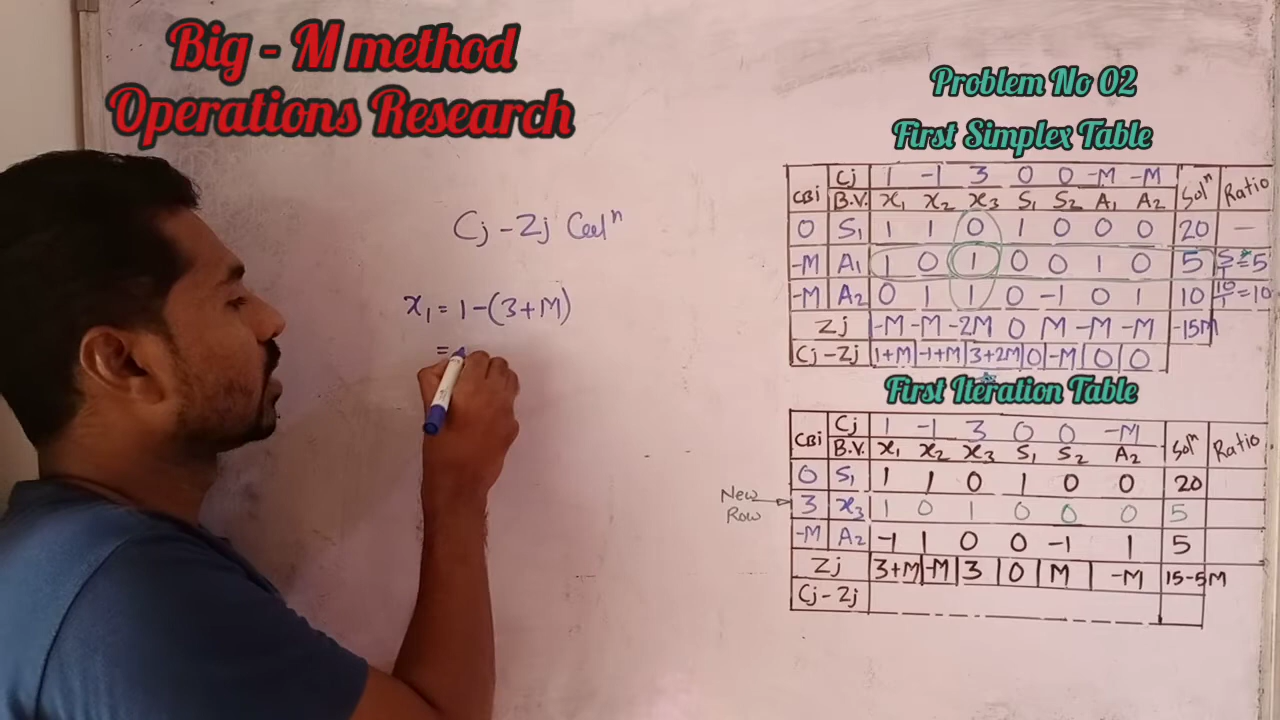 Big - M method
Operations Research
Cj - Zj Calⁿ
x₁ = 1 - (3+M)
=
Problem No 02
First Simplex Table
CBi Cj 1 -1 3 0 0 -M -M Solⁿ Ratio
B.V. x₁ x₂ x₃ S₁ S₂ A₁ A₂
0 S₁ 1 1 0 1 0 0 0 20 —
-M A₁ 1 0 1 0 0 1 0 5 5/1=5
-M A₂ 0 1 1 0 -1 0 1 10 10/1=10
Zj -M -M -2M 0 M -M -M -15M
Cj-Zj 1+M -1+M 3+2M 0 -M 0 0
First Iteration Table
CBi Cj 1 -1 3 0 0 -M Solⁿ Ratio
B.V. x₁ x₂ x₃ S₁ S₂ A₂
0 S₁ 1 1 0 1 0 0 20
New Row → 3 x₃ 1 0 1 0 0 0 5
-M A₂ -1 1 0 0 -1 1 5
Zj 3+M -M 3 0 M -M 15-5M
Cj-Zj